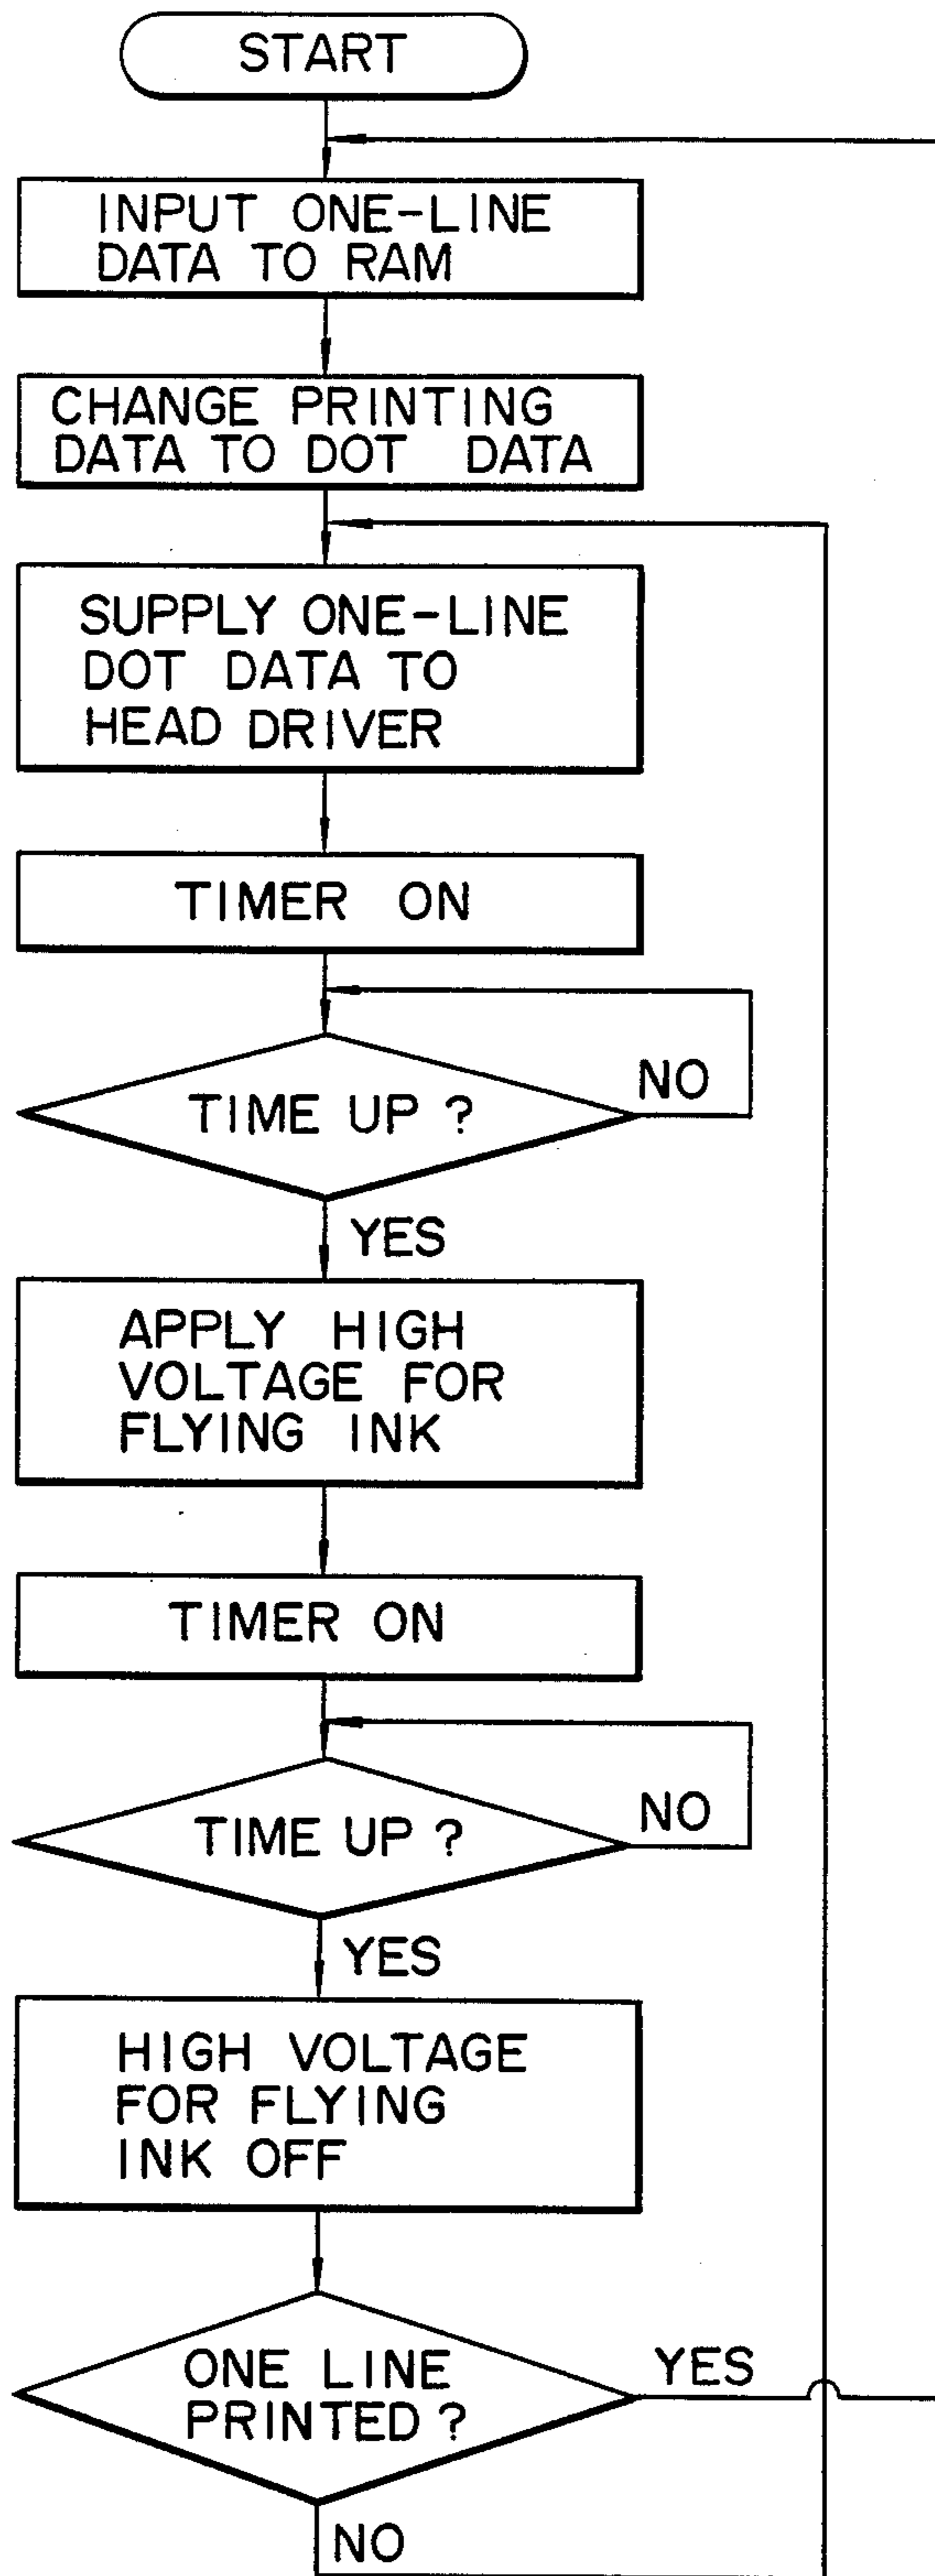 START
INPUT ONE-LINE
DATA TO RAM
CHANGE PRINTING
DATA TO DOT DATA
SUPPLY ONE-LINE
DOT DATA TO
HEAD DRIVER
TIMER ON
TIME UP ?
NO
YES
APPLY HIGH
VOLTAGE FOR
FLYING INK
TIMER ON
TIME UP ?
NO
YES
HIGH VOLTAGE
FOR FLYING
INK OFF
ONE LINE
PRINTED ?
YES
NO